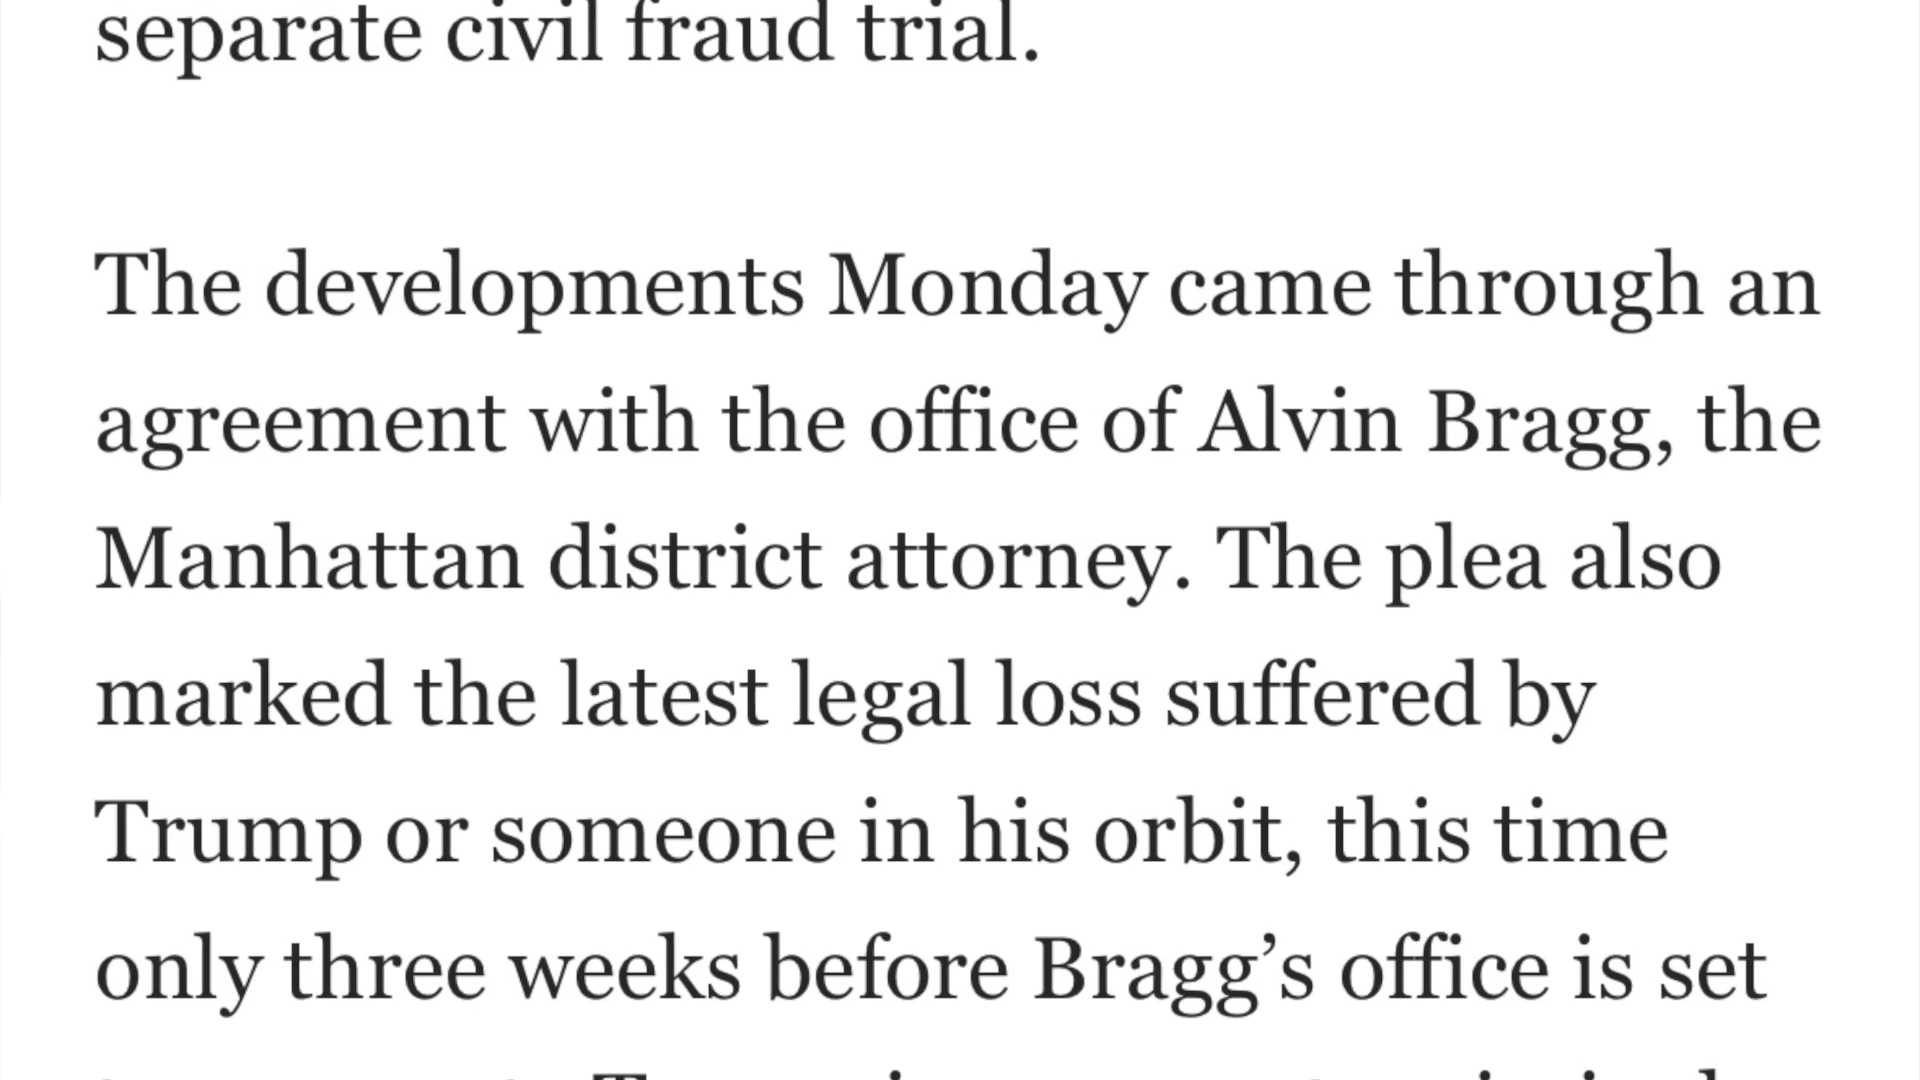 separate civil fraud trial.
The developments Monday came through an
agreement with the office of Alvin Bragg, the
Manhattan district attorney. The plea also
marked the latest legal loss suffered by
Trump or someone in his orbit, this time
only three weeks before Bragg’s office is set